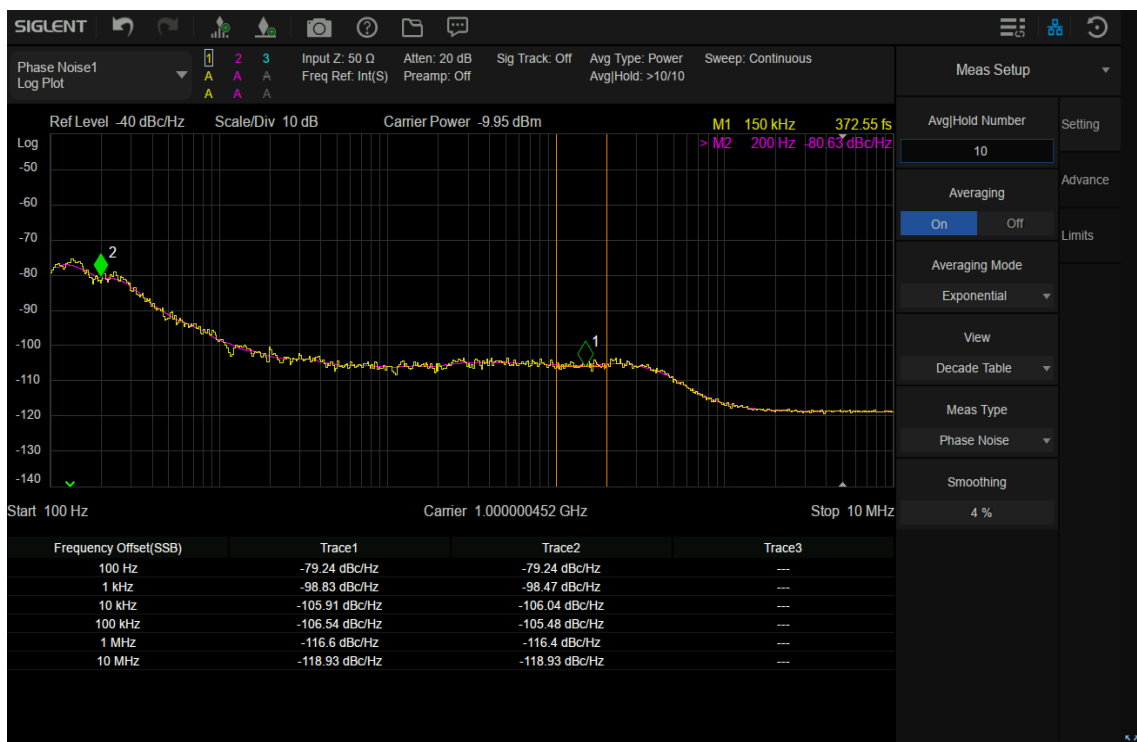 SIGLENT
Phase Noise1
Log Plot
1 2 3
A A A
A A A
Input Z: 50 Ω
Freq Ref: Int(S)
Atten: 20 dB
Preamp: Off
Sig Track: Off
Avg Type: Power
Avg|Hold: >10/10
Sweep: Continuous
Meas Setup
Ref Level -40 dBc/Hz Scale/Div 10 dB Carrier Power -9.95 dBm
M1 150 kHz 372.55 fs
> M2 200 Hz -80.63 dBc/Hz
Log
-50
-60
-70
-80
-90
-100
-110
-120
-130
-140
2
1
Start 100 Hz Carrier 1.000000452 GHz Stop 10 MHz
Frequency Offset(SSB) Trace1 Trace2 Trace3
100 Hz -79.24 dBc/Hz -79.24 dBc/Hz ---
1 kHz -98.83 dBc/Hz -98.47 dBc/Hz ---
10 kHz -105.91 dBc/Hz -106.04 dBc/Hz ---
100 kHz -106.54 dBc/Hz -105.48 dBc/Hz ---
1 MHz -116.6 dBc/Hz -116.4 dBc/Hz ---
10 MHz -118.93 dBc/Hz -118.93 dBc/Hz ---
Avg|Hold Number
10
Averaging
On Off
Averaging Mode
Exponential
View
Decade Table
Meas Type
Phase Noise
Smoothing
4 %
Setting
Advance
Limits